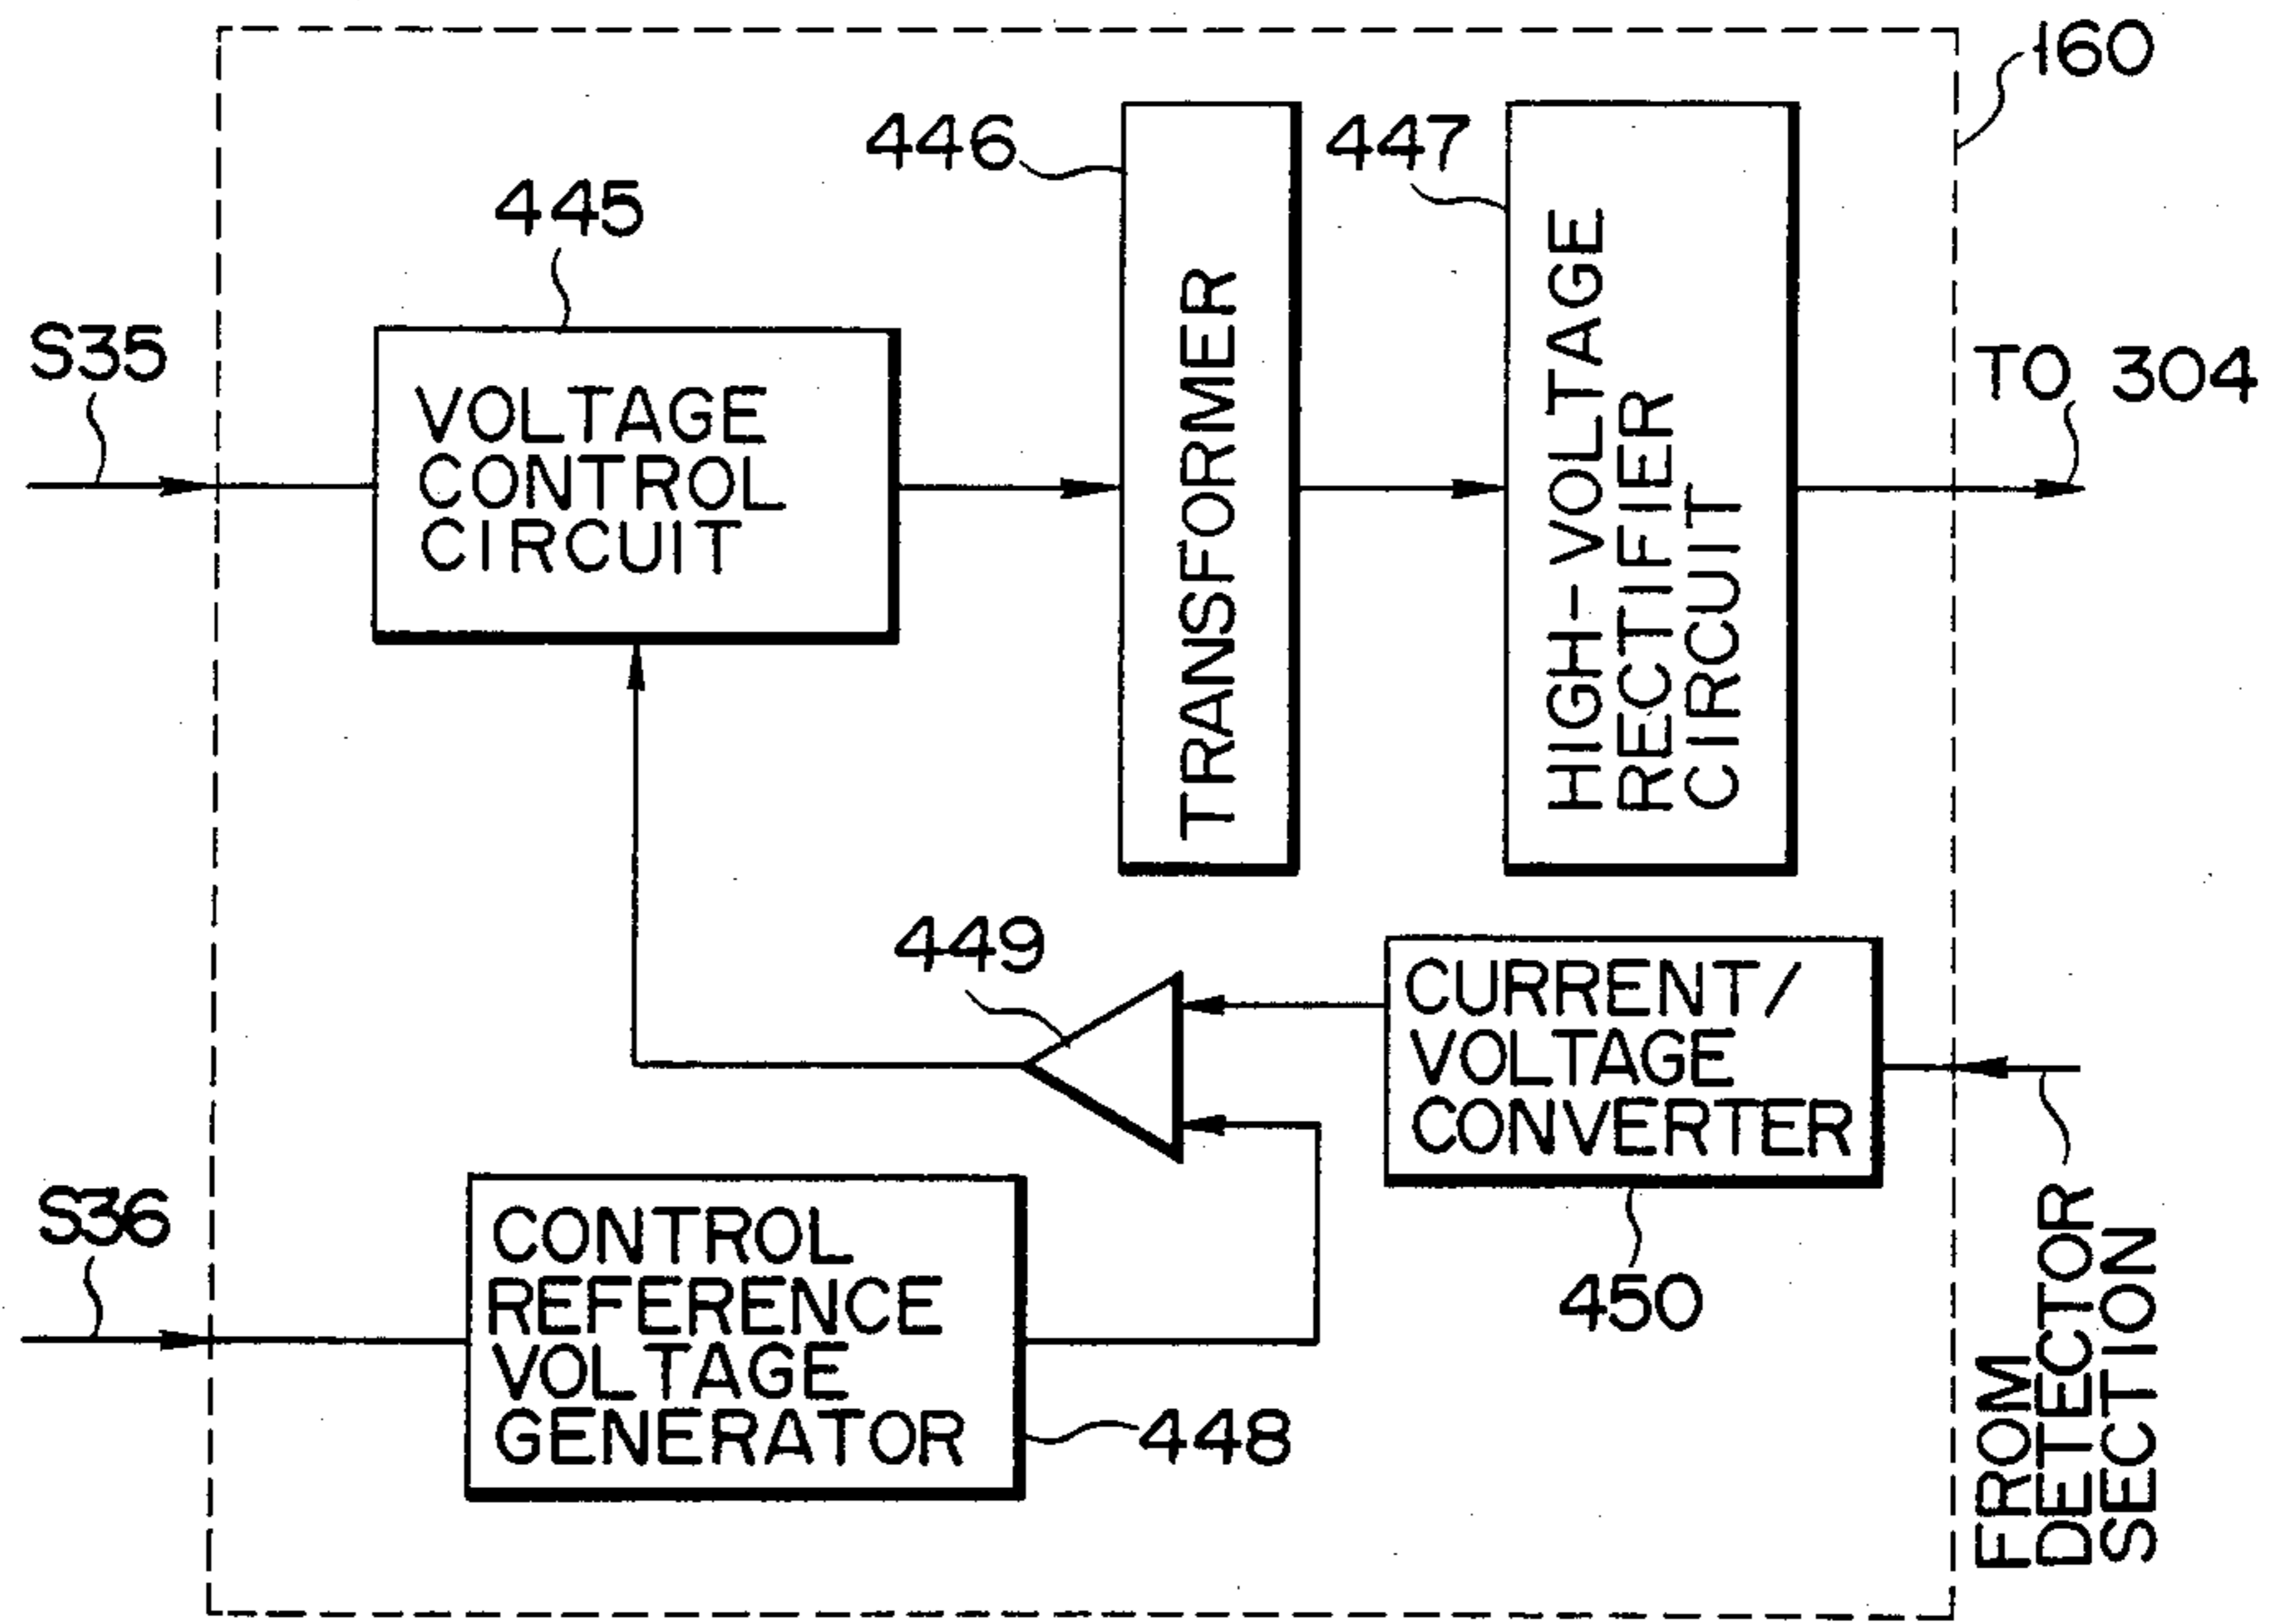 160
446
447
445
S35
TO 304
VOLTAGE
CONTROL
CIRCUIT
TRANSFORMER
HIGH-VOLTAGE
RECTIFIER
CIRCUIT
449
CURRENT/
VOLTAGE
CONVERTER
S36
CONTROL
REFERENCE
VOLTAGE
GENERATOR
450
448
FROM
DETECTOR
SECTION